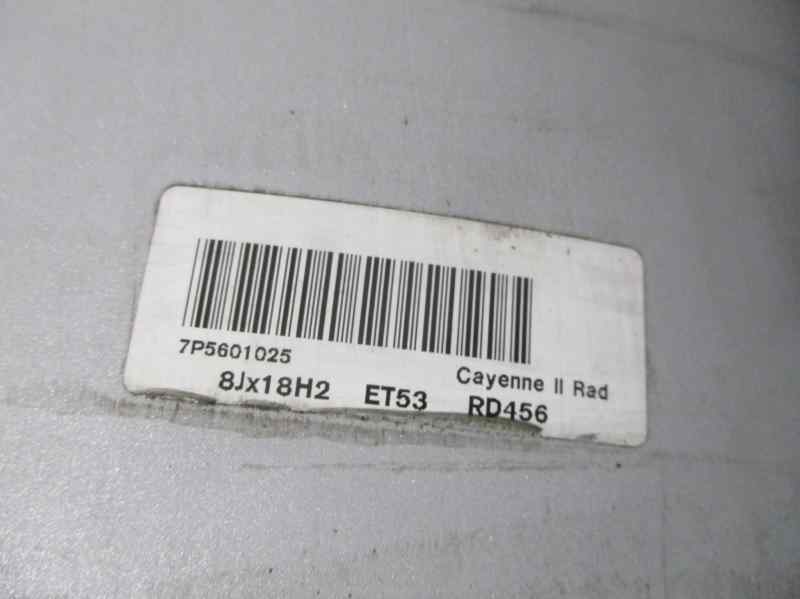 7P5601025
Cayenne II Rad
8Jx18H2 ET53 RD456